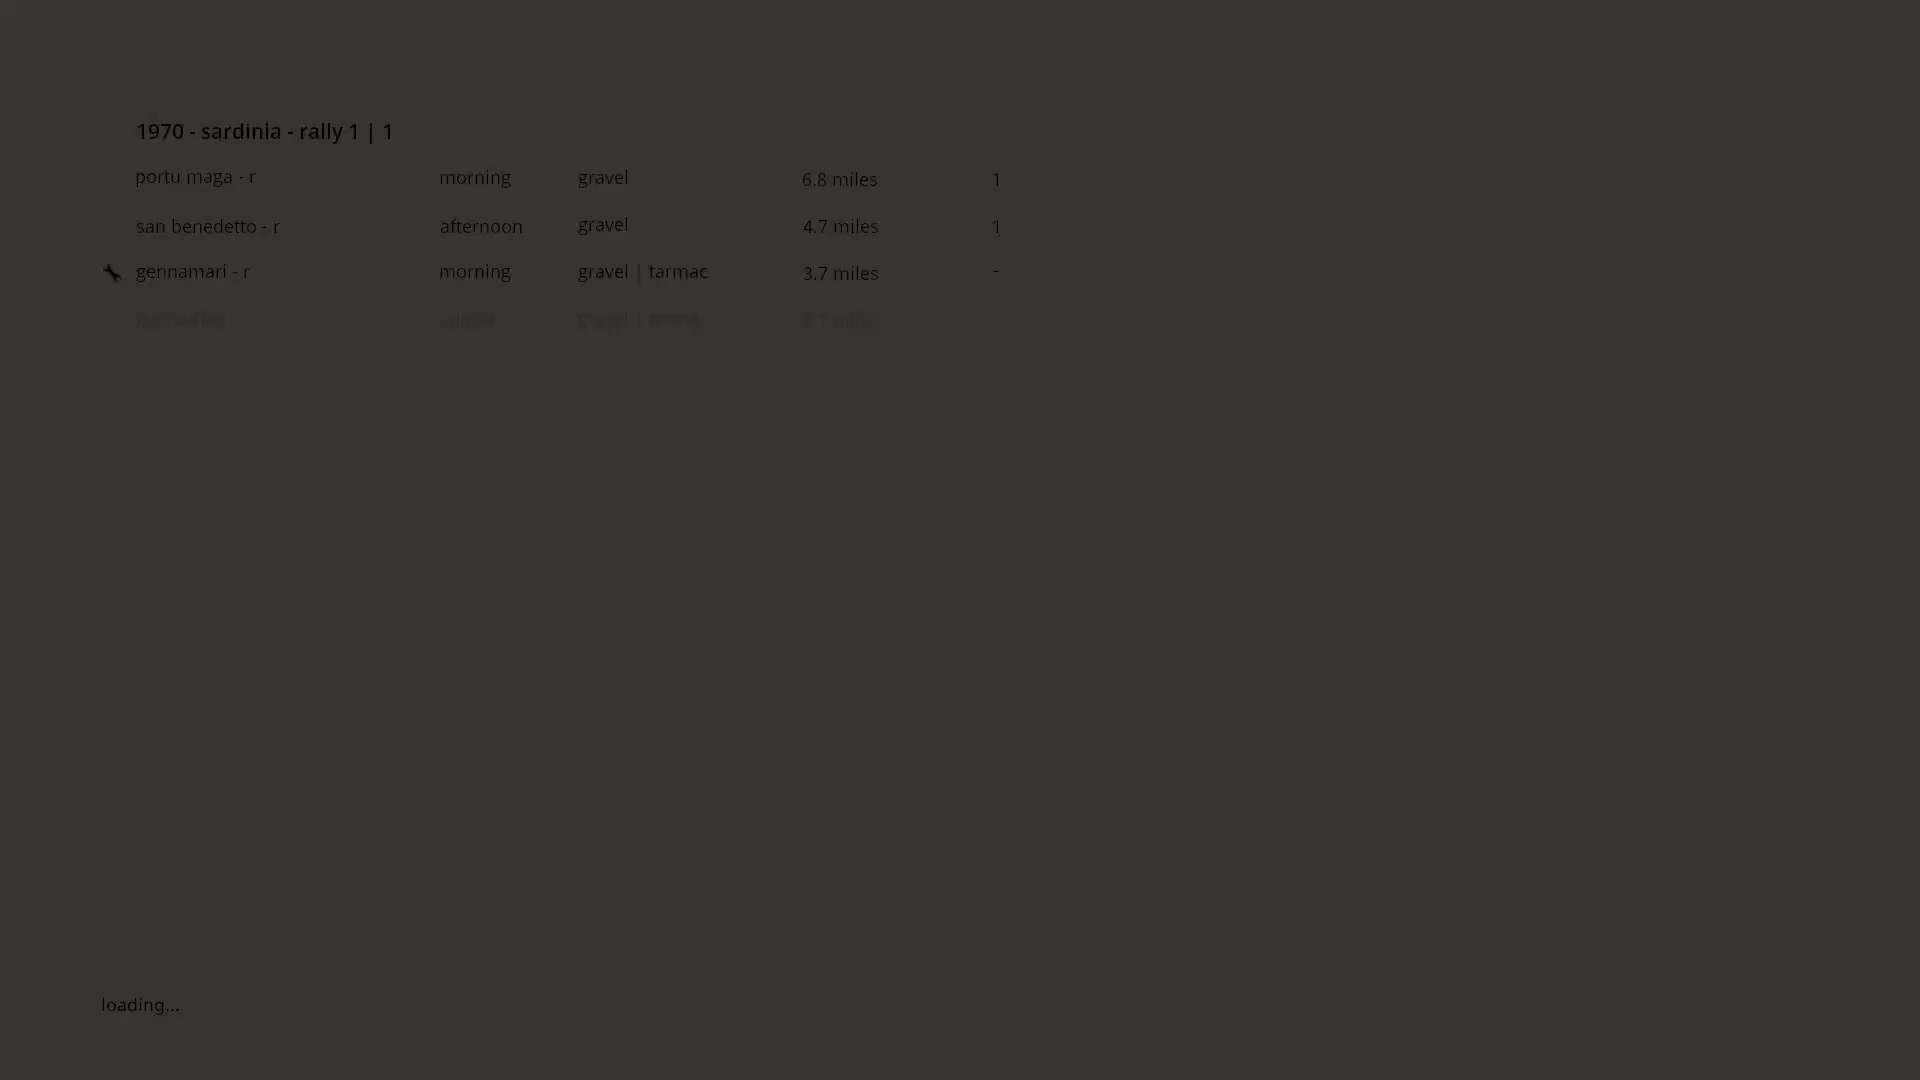 1970 - sardinia - rally 1 | 1
portu maga - r morning gravel 6.8 miles 1
san benedetto - r afternoon gravel 4.7 miles 1
gennamari - r morning gravel | tarmac 3.7 miles -
loading...